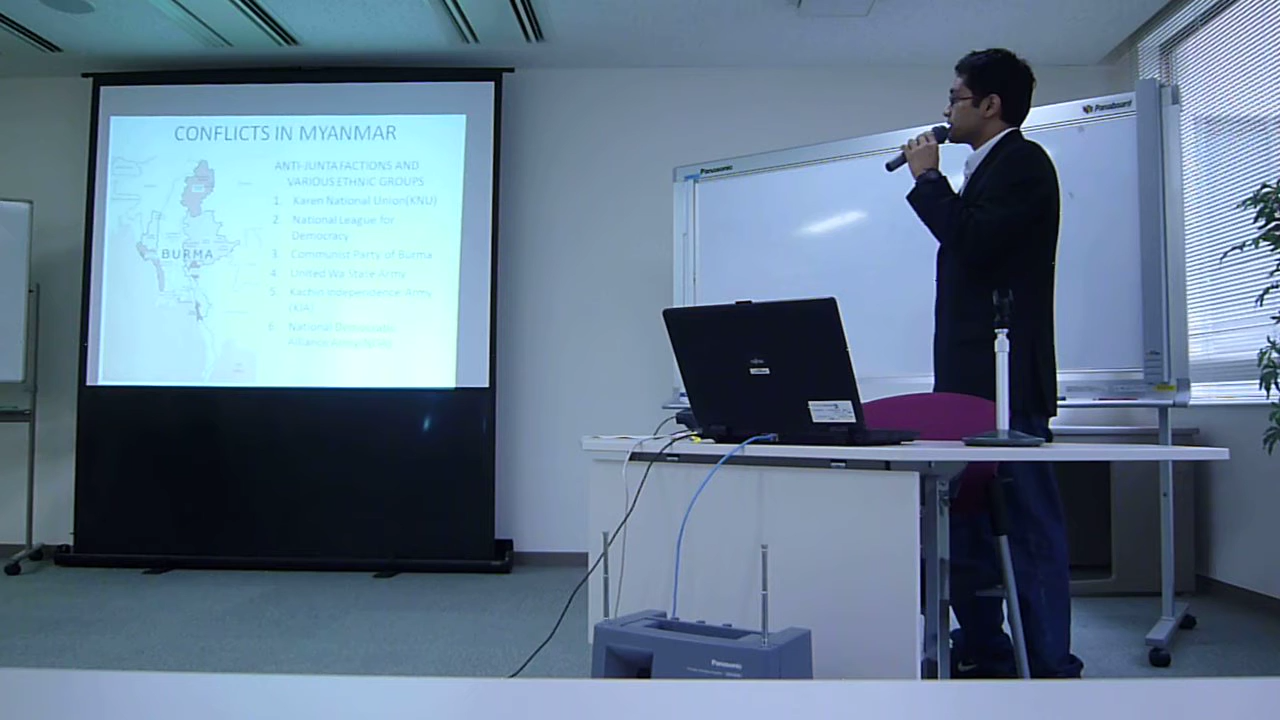 CONFLICTS IN MYANMAR
ANTI-JUNTA FACTIONS AND
VARIOUS ETHNIC GROUPS
1. Karen National Union(KNU)
2. National League for
Democracy
3. Communist Party of Burma
4. United Wa State Army
5. Kachin Independence Army
(KIA)
6. National Democratic
BURMA
Panasonic
Panaboard
FUJITSU
Panasonic